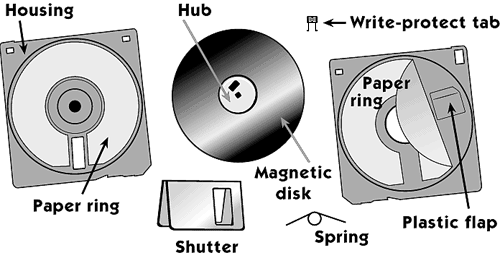 Housing
Hub
Write-protect tab
Paper
ring
Magnetic
disk
Paper ring
Shutter
Spring
Plastic flap